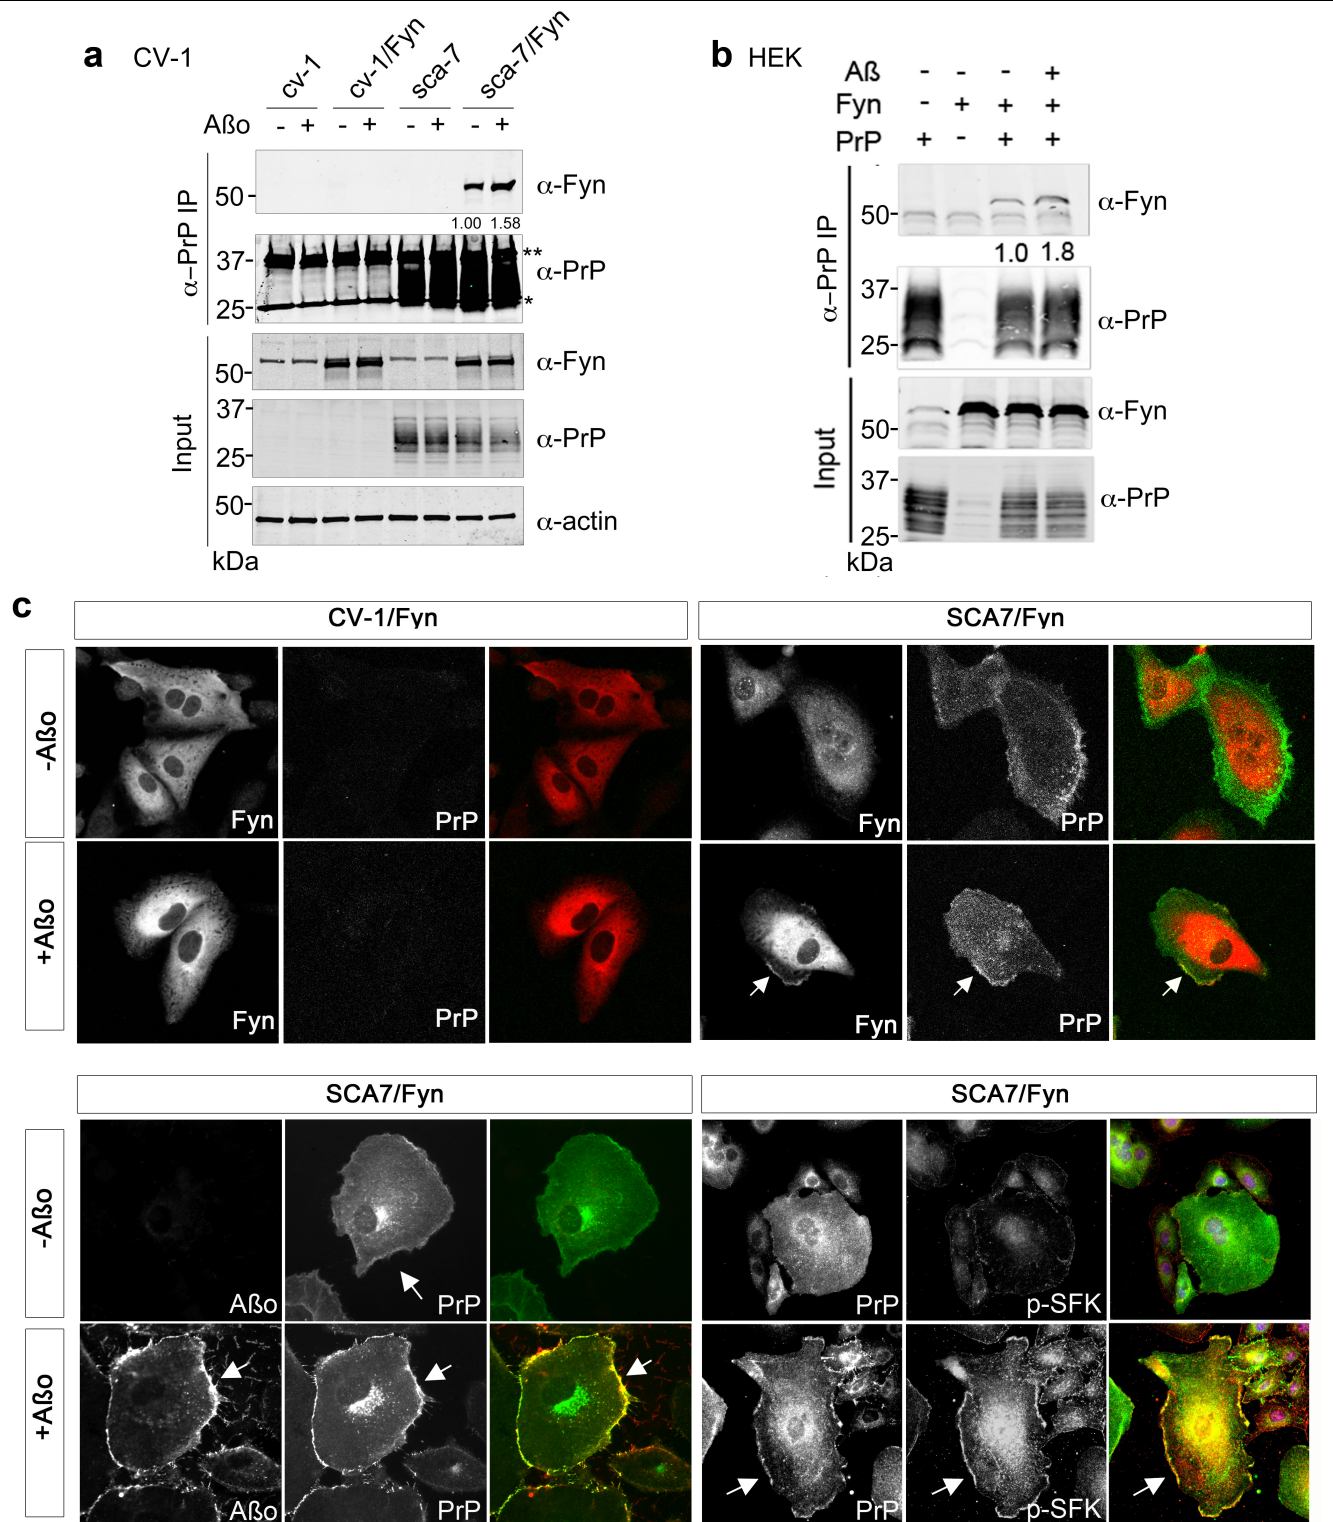 a CV-1
cv-1 cv-1/Fyn sca-7 sca-7/Fyn
Aßo - + - + - + - +
α–PrP IP
50- α-Fyn
1.00 1.58
37- ** α-PrP
25- *
Input
50- α-Fyn
37- α-PrP
25-
50- α-actin
kDa
b HEK
Aß - - - +
Fyn - + + +
PrP + - + +
α–PrP IP
50- α-Fyn
1.0 1.8
37- α-PrP
25-
Input
50- α-Fyn
37- α-PrP
25-
kDa
c
CV-1/Fyn SCA7/Fyn
-Aßo
Fyn PrP Fyn PrP
+Aßo
Fyn PrP Fyn PrP
SCA7/Fyn SCA7/Fyn
-Aßo
Aßo PrP PrP p-SFK
+Aßo
Aßo PrP PrP p-SFK